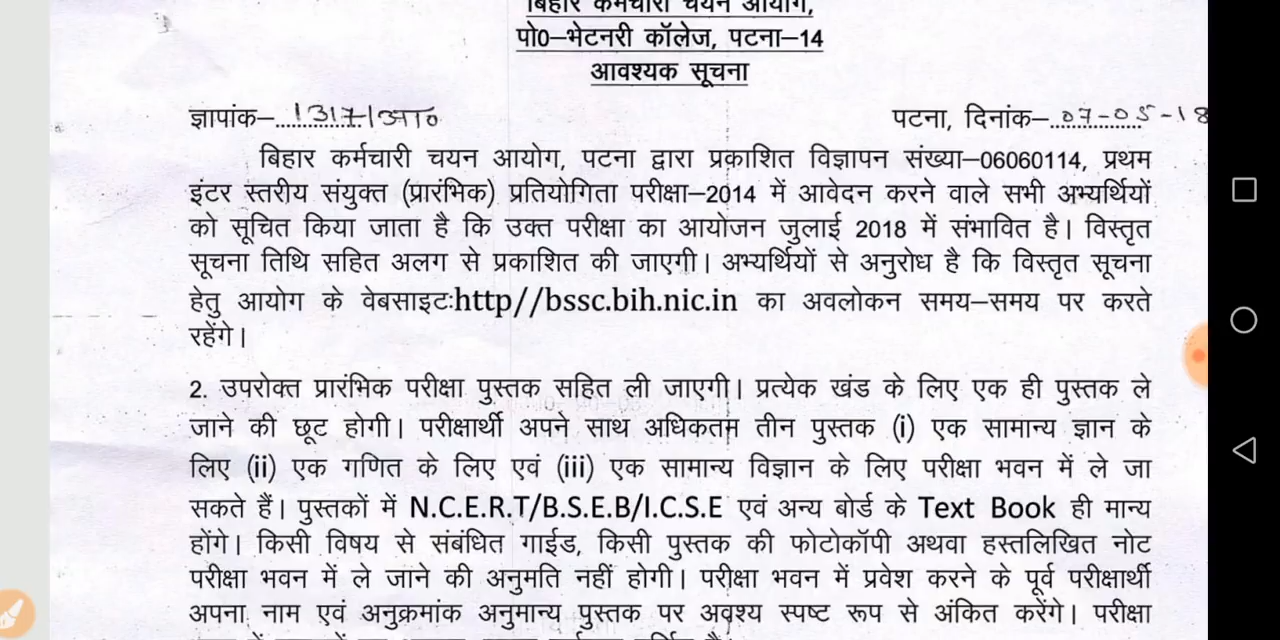 बिहार कर्मचारी चयन आयोग,
पो0–भेटनरी कॉलेज, पटना–14
आवश्यक सूचना
ज्ञापांक–...1317/आ0
पटना, दिनांक–..07-05-18
बिहार कर्मचारी चयन आयोग, पटना द्वारा प्रकाशित विज्ञापन संख्या–06060114, प्रथम
इंटर स्तरीय संयुक्त (प्रारंभिक) प्रतियोगिता परीक्षा–2014 में आवेदन करने वाले सभी अभ्यर्थियों
को सूचित किया जाता है कि उक्त परीक्षा का आयोजन जुलाई 2018 में संभावित है। विस्तृत
सूचना तिथि सहित अलग से प्रकाशित की जाएगी। अभ्यर्थियों से अनुरोध है कि विस्तृत सूचना
हेतु आयोग के वेबसाइटः http//bssc.bih.nic.in का अवलोकन समय–समय पर करते
रहेंगे।
2. उपरोक्त प्रारंभिक परीक्षा पुस्तक सहित ली जाएगी। प्रत्येक खंड के लिए एक ही पुस्तक ले
जाने की छूट होगी। परीक्षार्थी अपने साथ अधिकतम तीन पुस्तक (i) एक सामान्य ज्ञान के
लिए (ii) एक गणित के लिए एवं (iii) एक सामान्य विज्ञान के लिए परीक्षा भवन में ले जा
सकते हैं। पुस्तकों में N.C.E.R.T/B.S.E.B/I.C.S.E एवं अन्य बोर्ड के Text Book ही मान्य
होंगे। किसी विषय से संबंधित गाईड, किसी पुस्तक की फोटोकॉपी अथवा हस्तलिखित नोट
परीक्षा भवन में ले जाने की अनुमति नहीं होगी। परीक्षा भवन में प्रवेश करने के पूर्व परीक्षार्थी
अपना नाम एवं अनुक्रमांक अनुमान्य पुस्तक पर अवश्य स्पष्ट रूप से अंकित करेंगे। परीक्षा